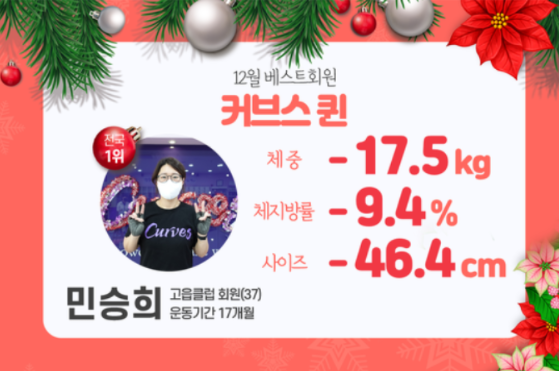 12월 베스트회원
커브스 퀸
전국
1위
체중 -17.5 kg
체지방률 -9.4 %
사이즈 -46.4 cm
Curves
민승희
고읍클럽 회원(37)
운동기간 17개월